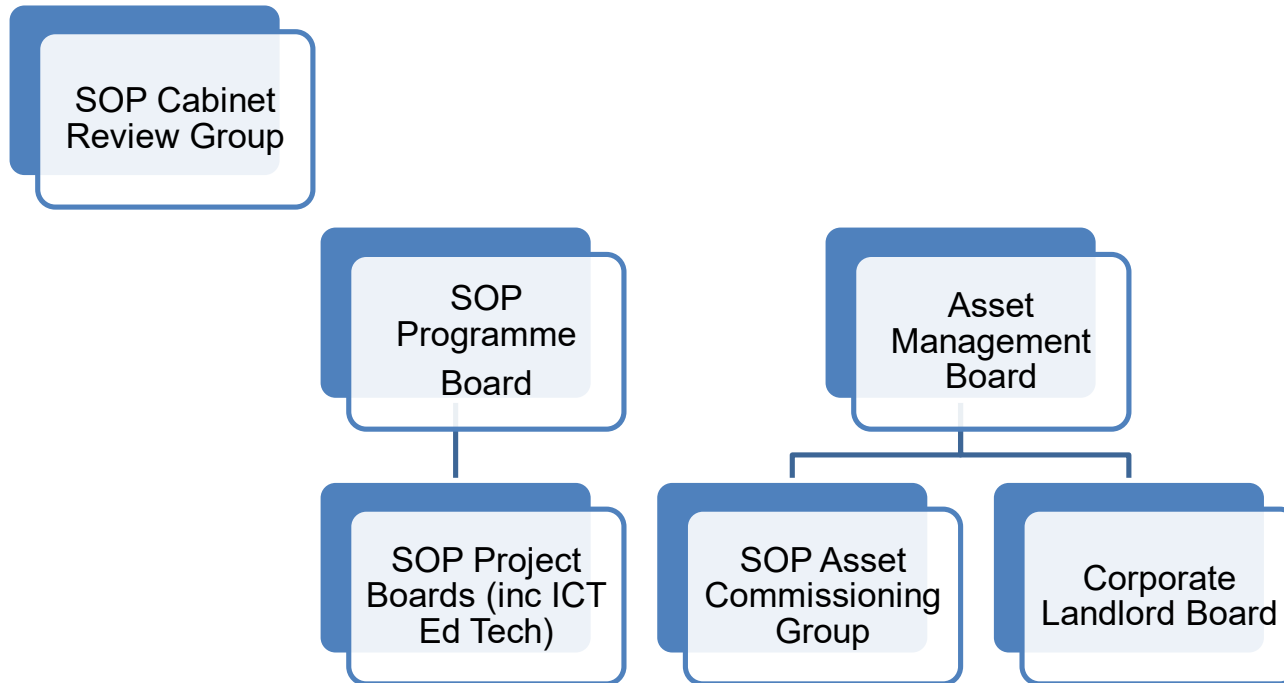 SOP Cabinet
Review Group
SOP
Programme
Board
Asset
Management
Board
SOP Project
Boards (inc ICT
Ed Tech)
SOP Asset
Commissioning
Group
Corporate
Landlord Board